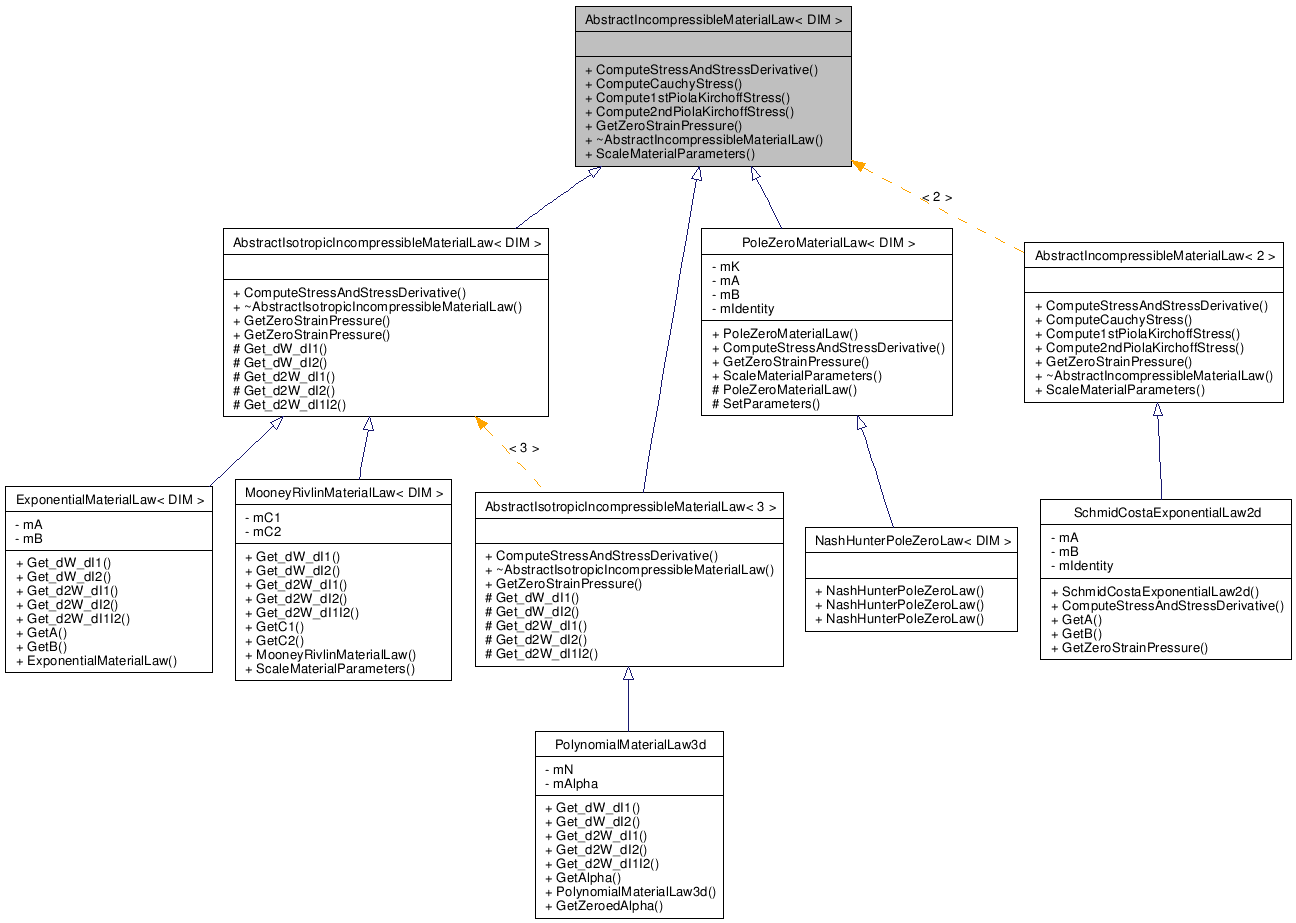 AbstractIncompressibleMaterialLaw< DIM >
+ ComputeStressAndStressDerivative()
+ ComputeCauchyStress()
+ Compute1stPiolaKirchoffStress()
+ Compute2ndPiolaKirchoffStress()
+ GetZeroStrainPressure()
+ ~AbstractIncompressibleMaterialLaw()
+ ScaleMaterialParameters()
< 2 >
AbstractIsotropicIncompressibleMaterialLaw< DIM >
+ ComputeStressAndStressDerivative()
+ ~AbstractIsotropicIncompressibleMaterialLaw()
+ GetZeroStrainPressure()
+ GetZeroStrainPressure()
# Get_dW_dI1()
# Get_dW_dI2()
# Get_d2W_dI1()
# Get_d2W_dI2()
# Get_d2W_dI1I2()
PoleZeroMaterialLaw< DIM >
- mK
- mA
- mB
- mIdentity
+ PoleZeroMaterialLaw()
+ ComputeStressAndStressDerivative()
+ GetZeroStrainPressure()
+ ScaleMaterialParameters()
# PoleZeroMaterialLaw()
# SetParameters()
AbstractIncompressibleMaterialLaw< 2 >
+ ComputeStressAndStressDerivative()
+ ComputeCauchyStress()
+ Compute1stPiolaKirchoffStress()
+ Compute2ndPiolaKirchoffStress()
+ GetZeroStrainPressure()
+ ~AbstractIncompressibleMaterialLaw()
+ ScaleMaterialParameters()
< 3 >
ExponentialMaterialLaw< DIM >
- mA
- mB
+ Get_dW_dI1()
+ Get_dW_dI2()
+ Get_d2W_dI1()
+ Get_d2W_dI2()
+ Get_d2W_dI1I2()
+ GetA()
+ GetB()
+ ExponentialMaterialLaw()
MooneyRivlinMaterialLaw< DIM >
- mC1
- mC2
+ Get_dW_dI1()
+ Get_dW_dI2()
+ Get_d2W_dI1()
+ Get_d2W_dI2()
+ Get_d2W_dI1I2()
+ GetC1()
+ GetC2()
+ MooneyRivlinMaterialLaw()
+ ScaleMaterialParameters()
AbstractIsotropicIncompressibleMaterialLaw< 3 >
+ ComputeStressAndStressDerivative()
+ ~AbstractIsotropicIncompressibleMaterialLaw()
+ GetZeroStrainPressure()
# Get_dW_dI1()
# Get_dW_dI2()
# Get_d2W_dI1()
# Get_d2W_dI2()
# Get_d2W_dI1I2()
NashHunterPoleZeroLaw< DIM >
+ NashHunterPoleZeroLaw()
+ NashHunterPoleZeroLaw()
+ NashHunterPoleZeroLaw()
SchmidCostaExponentialLaw2d
- mA
- mB
- mIdentity
+ SchmidCostaExponentialLaw2d()
+ ComputeStressAndStressDerivative()
+ GetA()
+ GetB()
+ GetZeroStrainPressure()
PolynomialMaterialLaw3d
- mN
- mAlpha
+ Get_dW_dI1()
+ Get_dW_dI2()
+ Get_d2W_dI1()
+ Get_d2W_dI2()
+ Get_d2W_dI1I2()
+ GetAlpha()
+ PolynomialMaterialLaw3d()
+ GetZeroedAlpha()